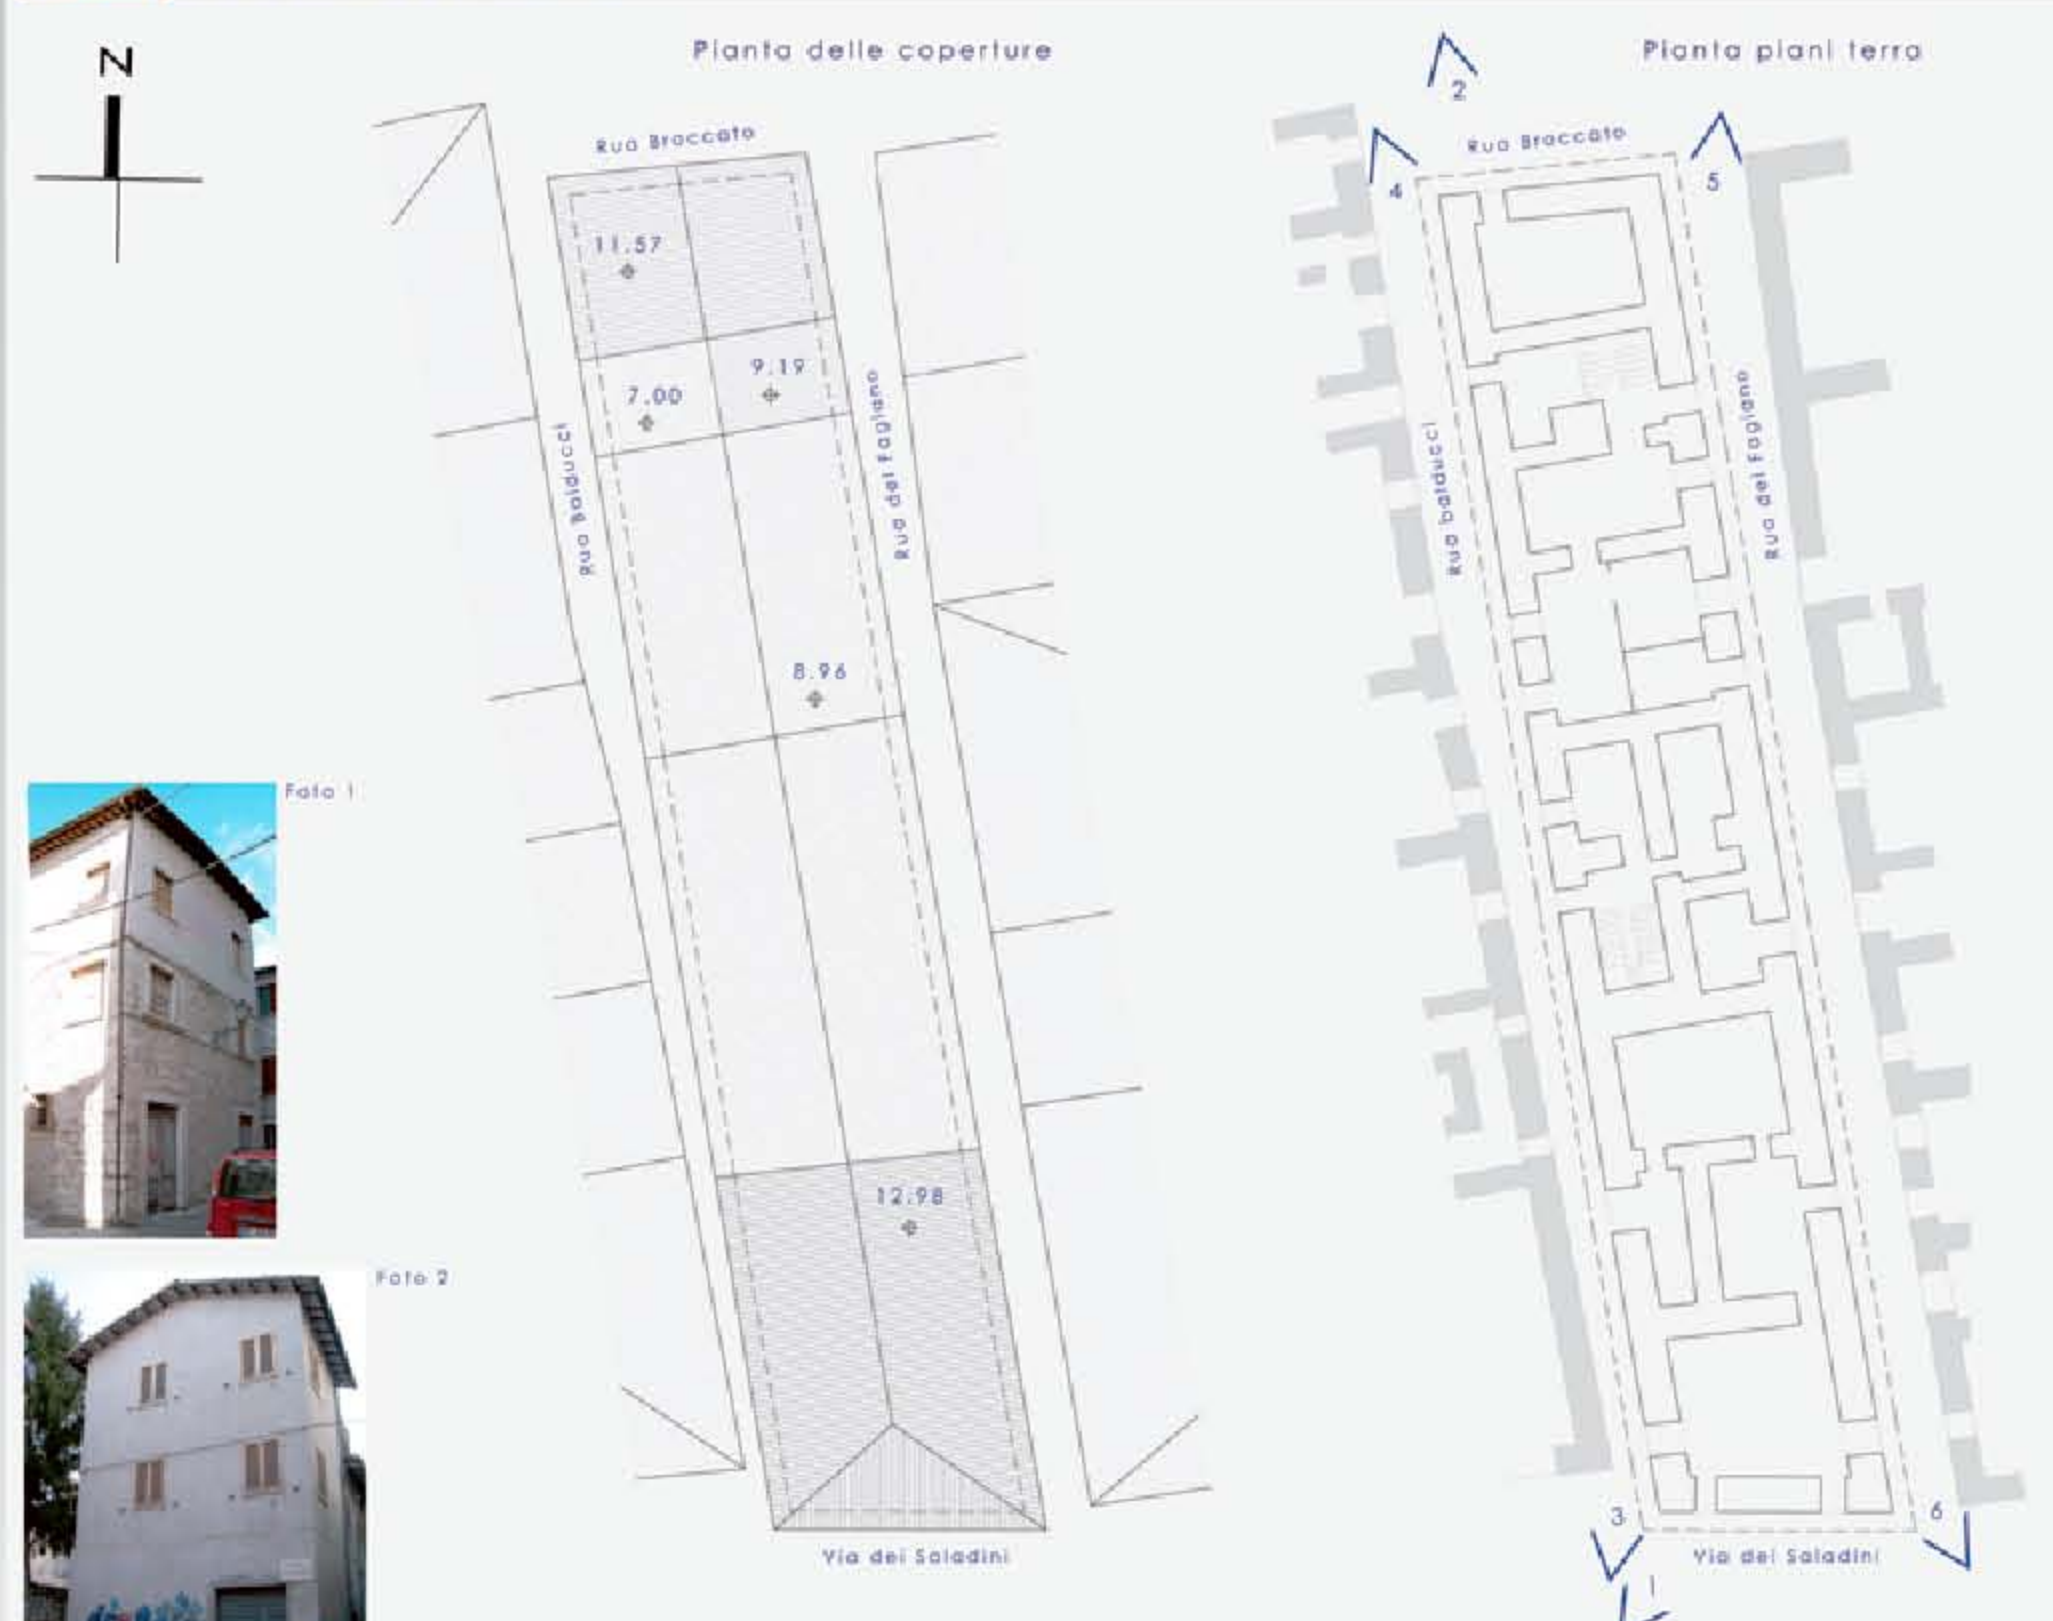 N
Pianta delle coperture
Rua Braccato
11.57
9.19
7.00
Rua Balducci
Rua del Fagiano
8.96
12.98
Via dei Saladini
Foto 1
Foto 2
Pianta piani terra
2
Rua Braccato
4
5
Rua balducci
Rua del Fagiano
3
6
Via dei Saladini
1